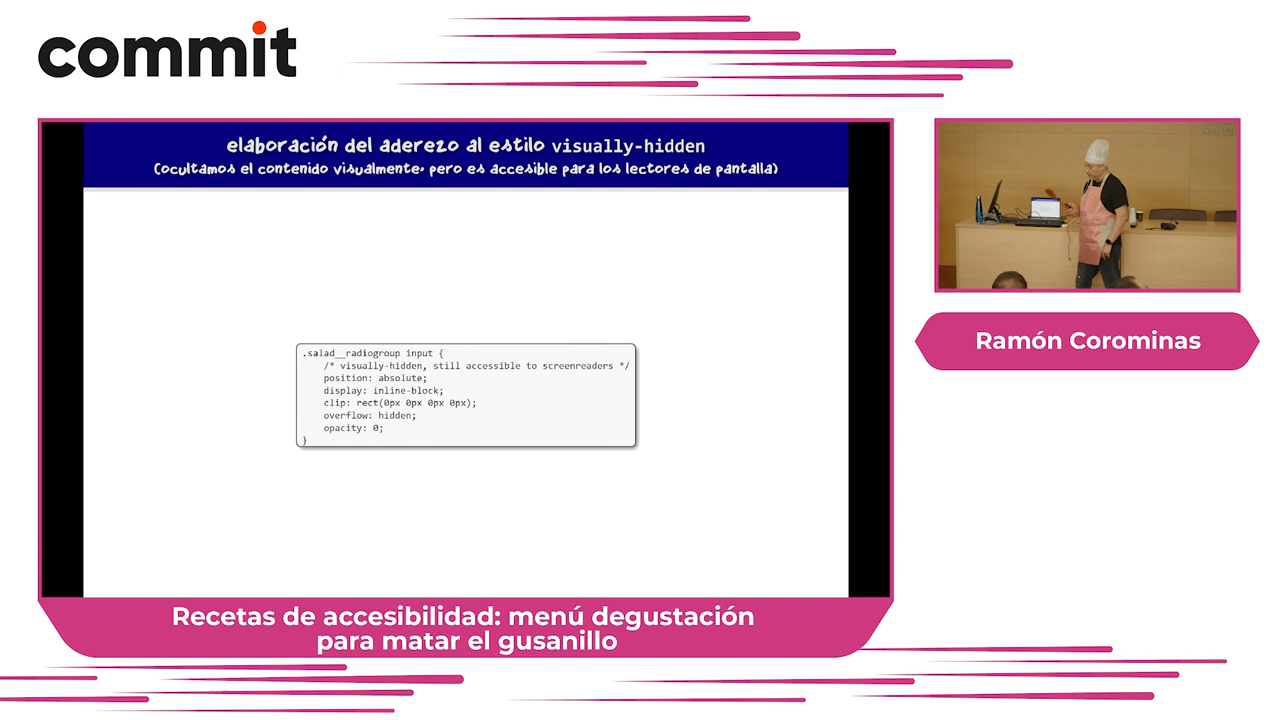 commit
elaboración del aderezo al estilo visually-hidden
(ocultamos el contenido visualmente, pero es accesible para los lectores de pantalla)
.salad__radiogroup input {
/* visually-hidden, still accessible to screenreaders */
position: absolute;
display: inline-block;
clip: rect(0px 0px 0px 0px);
overflow: hidden;
opacity: 0;
}
Ramón Corominas
Recetas de accesibilidad: menú degustación
para matar el gusanillo